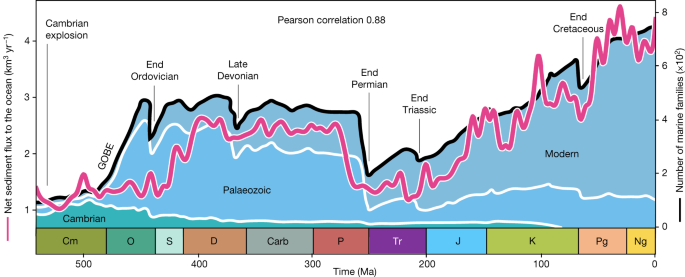 Net sediment flux to the ocean (km³ yr⁻¹)
4
3
2
1
Cambrian
explosion
Pearson correlation 0.88
End
Cretaceous
End
Ordovician
Late
Devonian
End
Permian
End
Triassic
GOBE
Modern
Palaeozoic
Cambrian
8
6
4
2
0
Number of marine families (×10²)
Cm
O
S
D
Carb
P
Tr
J
K
Pg
Ng
500
400
300
200
100
0
Time (Ma)